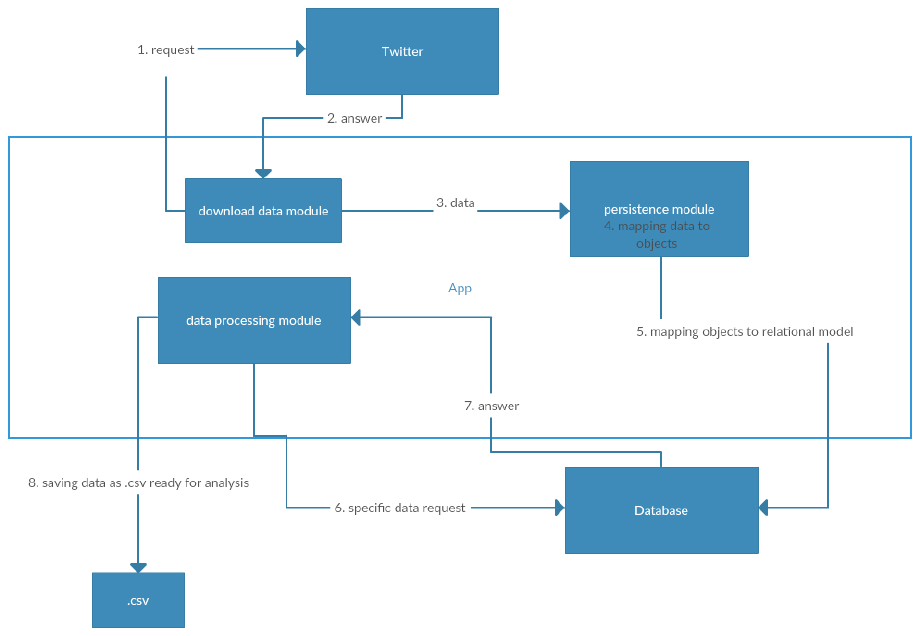 Twitter
1. request
2. answer
download data module
3. data
persistence module
4. mapping data to
objects
App
data processing module
5. mapping objects to relational model
7. answer
8. saving data as .csv ready for analysis
6. specific data request
Database
.csv